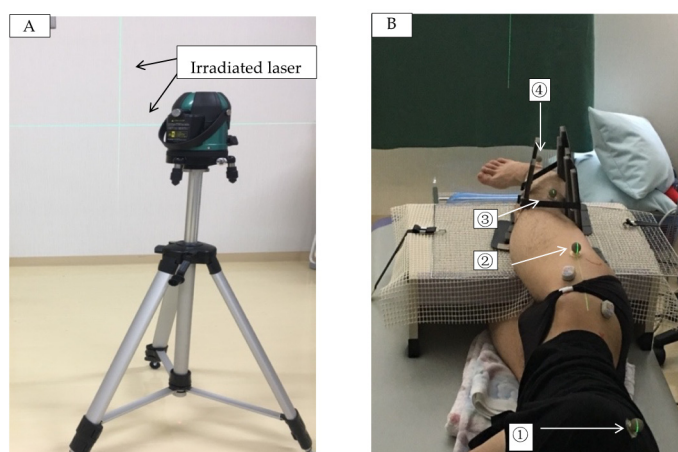 A
Irradiated laser
B
④
③
②
①